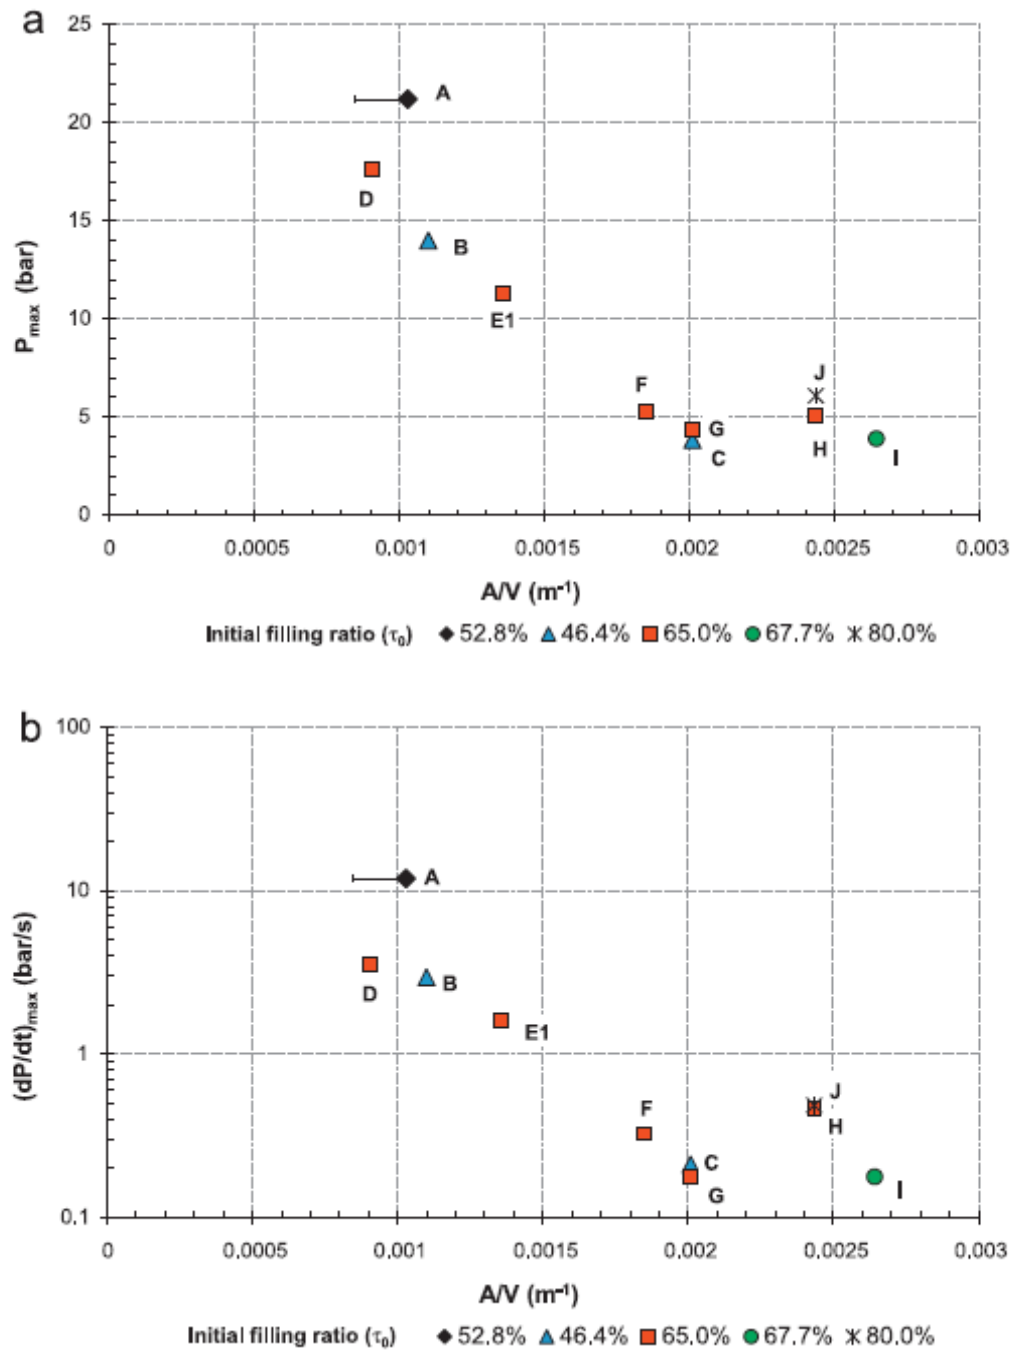 a
25
20
15
10
5
0
P_max (bar)
A
D
B
E1
F
G
C
J
H
I
0 0.0005 0.001 0.0015 0.002 0.0025 0.003
A/V (m⁻¹)
Initial filling ratio (τ₀) ◆ 52.8% ▲ 46.4% ■ 65.0% ● 67.7% ✳ 80.0%
b
100
10
1
0.1
(dP/dt)_max (bar/s)
A
D
B
E1
F
C
G
J
H
I
0 0.0005 0.001 0.0015 0.002 0.0025 0.003
A/V (m⁻¹)
Initial filling ratio (τ₀) ◆ 52.8% ▲ 46.4% ■ 65.0% ● 67.7% ✳ 80.0%